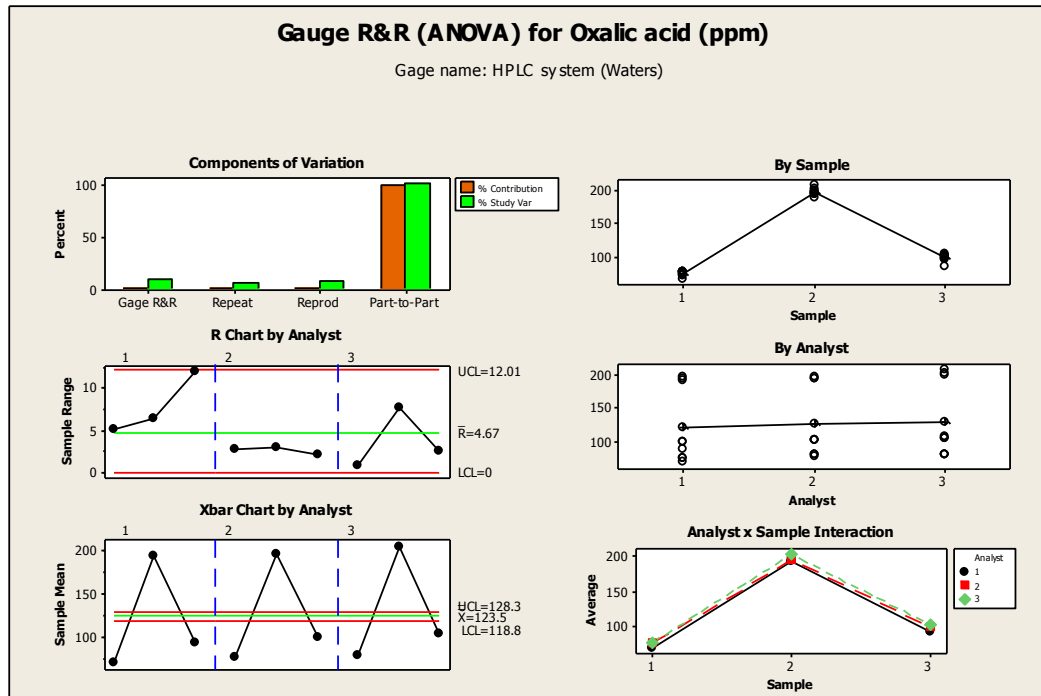 Gauge R&R (ANOVA) for Oxalic acid (ppm)
Gage name: HPLC system (Waters)
Components of Variation
Percent
100
50
0
Gage R&R
Repeat
Reprod
Part-to-Part
% Contribution
% Study Var
R Chart by Analyst
Sample Range
1
2
3
10
5
0
UCL=12.01
R=4.67
LCL=0
Xbar Chart by Analyst
Sample Mean
1
2
3
200
150
100
UCL=128.3
X=123.5
LCL=118.8
By Sample
200
150
100
1
2
3
Sample
By Analyst
200
150
100
1
2
3
Analyst
Analyst x Sample Interaction
Average
200
150
100
1
2
3
Sample
Analyst
1
2
3